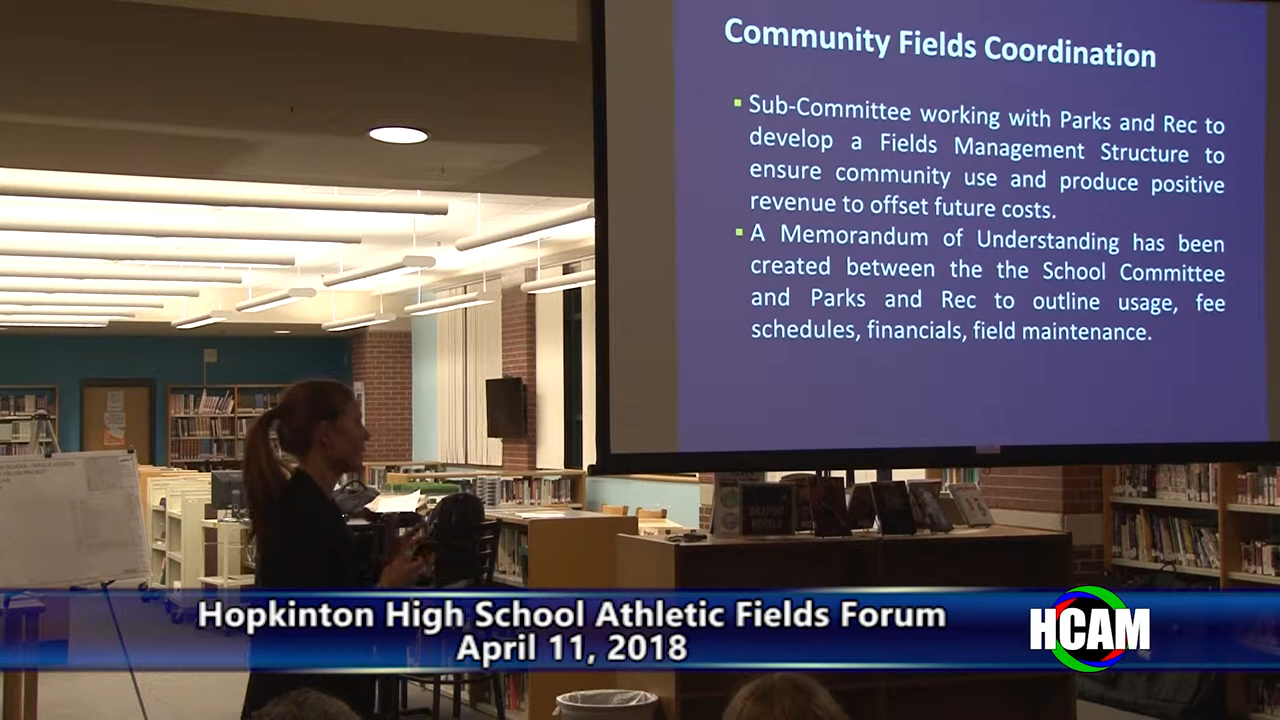 Community Fields Coordination
Sub-Committee working with Parks and Rec to
develop a Fields Management Structure to
ensure community use and produce positive
revenue to offset future costs.
A Memorandum of Understanding has been
created between the the School Committee
and Parks and Rec to outline usage, fee
schedules, financials, field maintenance.
GRAPHIC
NOVELS
Hopkinton High School Athletic Fields Forum
April 11, 2018
HCAM